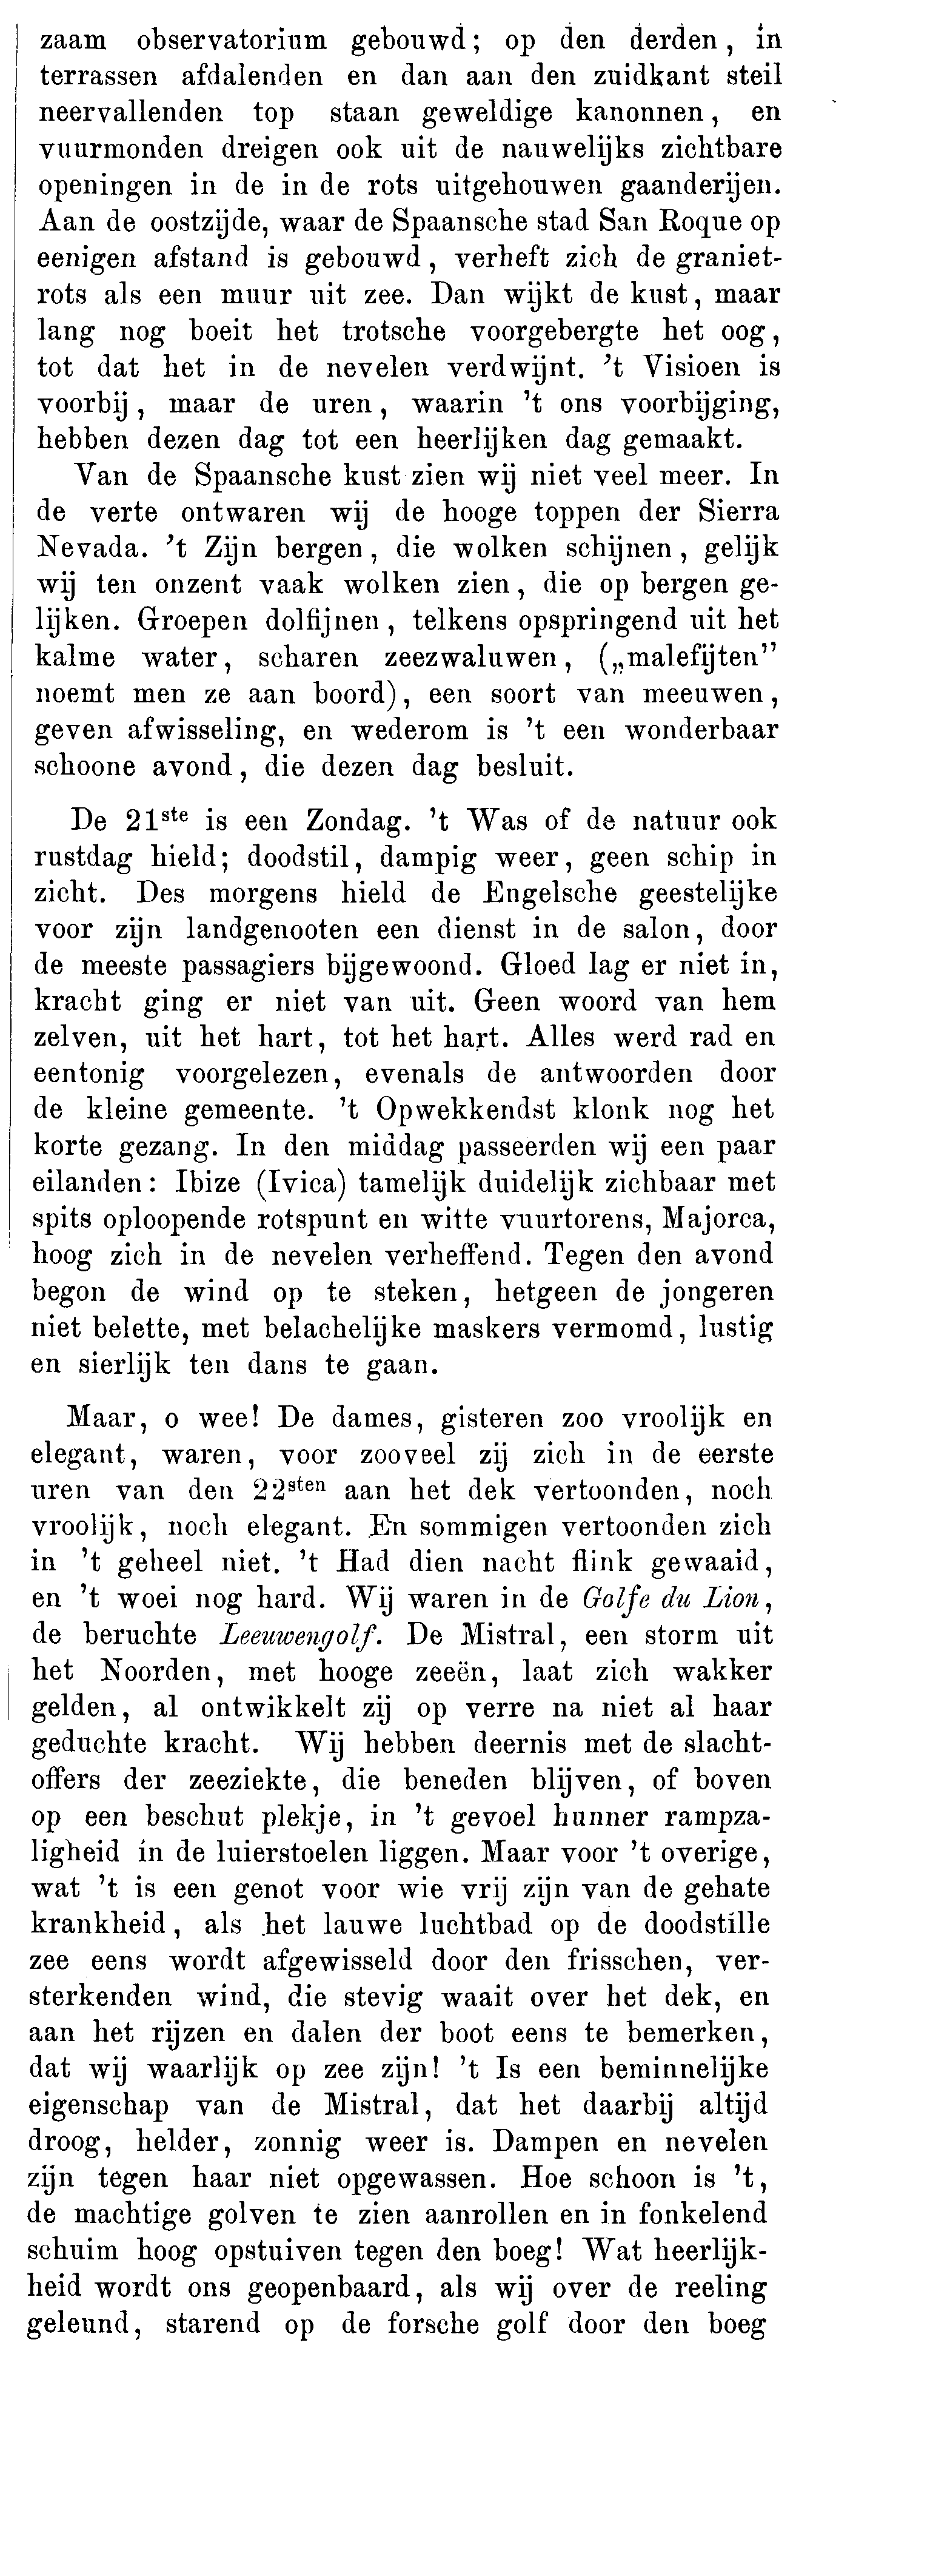 zaam observatorium gebouwd; op den derden, in
terrassen afdalenden en dan aan den zuidkant steil
neervallenden top staan geweldige kanonnen, en
vuurmonden dreigen ook uit de nauwelijks zichtbare
openingen in de in de rots uitgehouwen gaanderijen.
Aan de oostzijde, waar de Spaansche stad San Roque op
eenigen afstand is gebouwd, verheft zich de graniet-
rots als een muur uit zee. Dan wijkt de kust, maar
lang nog boeit het trotsche voorgebergte het oog,
tot dat het in de nevelen verdwijnt. 't Visioen is
voorbij, maar de uren, waarin 't ons voorbijging,
hebben dezen dag tot een heerlijken dag gemaakt.
Van de Spaansche kust zien wij niet veel meer. In
de verte ontwaren wij de hooge toppen der Sierra
Nevada. 't Zijn bergen, die wolken schijnen, gelijk
wij ten onzent vaak wolken zien, die op bergen ge-
lijken. Groepen dolfijnen, telkens opspringend uit het
kalme water, scharen zeezwaluwen, („malefijten”
noemt men ze aan boord), een soort van meeuwen,
geven afwisseling, en wederom is 't een wonderbaar
schoone avond, die dezen dag besluit.
De 21ste is een Zondag. 't Was of de natuur ook
rustdag hield; doodstil, dampig weer, geen schip in
zicht. Des morgens hield de Engelsche geestelijke
voor zijn landgenooten een dienst in de salon, door
de meeste passagiers bijgewoond. Gloed lag er niet in,
kracht ging er niet van uit. Geen woord van hem
zelven, uit het hart, tot het hart. Alles werd rad en
eentonig voorgelezen, evenals de antwoorden door
de kleine gemeente. 't Opwekkendst klonk nog het
korte gezang. In den middag passeerden wij een paar
eilanden: Ibize (Ivica) tamelijk duidelijk zichbaar met
spits oploopende rotspunt en witte vuurtorens, Majorca,
hoog zich in de nevelen verheffend. Tegen den avond
begon de wind op te steken, hetgeen de jongeren
niet belette, met belachelijke maskers vermomd, lustig
en sierlijk ten dans te gaan.
Maar, o wee! De dames, gisteren zoo vroolijk en
elegant, waren, voor zooveel zij zich in de eerste
uren van den 22sten aan het dek vertoonden, noch
vroolijk, noch elegant. En sommigen vertoonden zich
in 't geheel niet. 't Had dien nacht flink gewaaid,
en 't woei nog hard. Wij waren in de Golfe du Lion,
de beruchte Leeuwengolf. De Mistral, een storm uit
het Noorden, met hooge zeeën, laat zich wakker
gelden, al ontwikkelt zij op verre na niet al haar
geduchte kracht. Wij hebben deernis met de slacht-
offers der zeeziekte, die beneden blijven, of boven
op een beschut plekje, in 't gevoel hunner rampza-
ligheid in de luierstoelen liggen. Maar voor 't overige,
wat 't is een genot voor wie vrij zijn van de gehate
krankheid, als het lauwe luchtbad op de doodstille
zee eens wordt afgewisseld door den frisschen, ver-
sterkenden wind, die stevig waait over het dek, en
aan het rijzen en dalen der boot eens te bemerken,
dat wij waarlijk op zee zijn! 't Is een beminnelijke
eigenschap van de Mistral, dat het daarbij altijd
droog, helder, zonnig weer is. Dampen en nevelen
zijn tegen haar niet opgewassen. Hoe schoon is 't,
de machtige golven te zien aanrollen en in fonkelend
schuim hoog opstuiven tegen den boeg! Wat heerlijk-
heid wordt ons geopenbaard, als wij over de reeling
geleund, starend op de forsche golf door den boeg